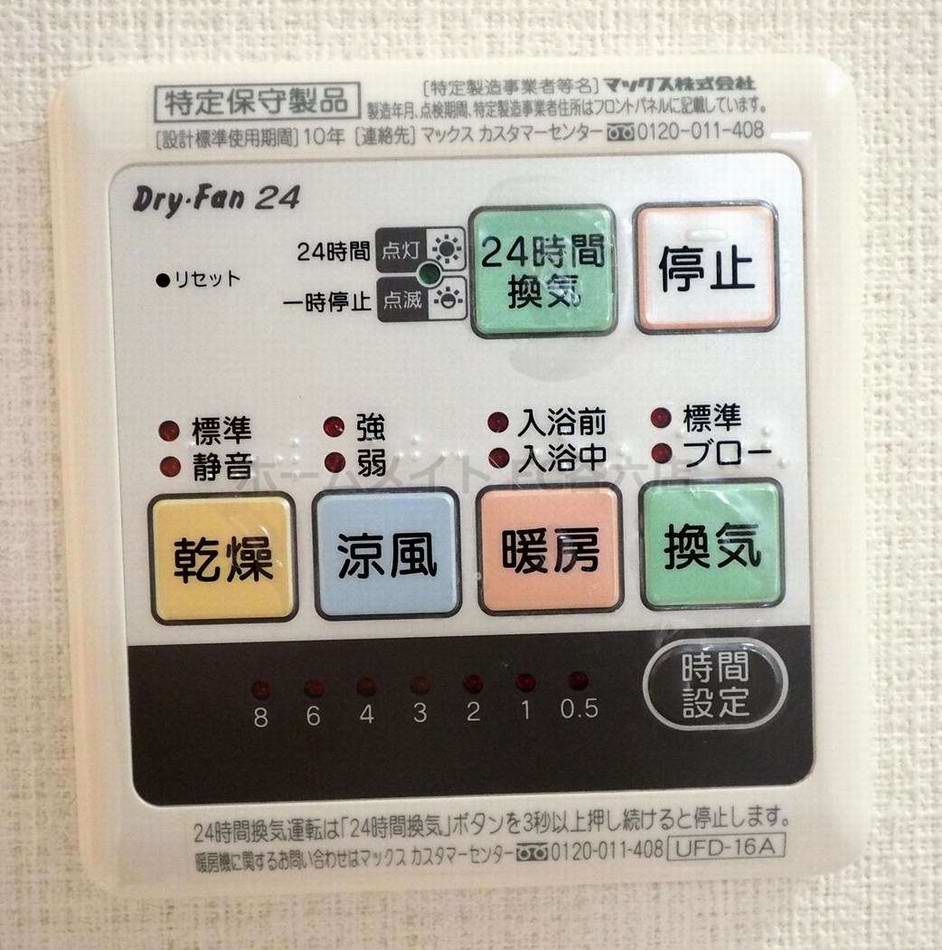 特定保守製品
[特定製造事業者等名] マックス株式会社
製造年月、点検期間、特定製造事業者住所はフロントパネルに記載しています。
[設計標準使用期間] 10年 [連絡先] マックス カスタマーセンター 0120-011-408
Dry・Fan 24
24時間 点灯
一時停止 点滅
●リセット
24時間
換気
停止
標準
静音
強
弱
入浴前
入浴中
標準
ブロー
ホームメイト
乾燥
涼風
暖房
換気
8 6 4 3 2 1 0.5
時間
設定
24時間換気運転は「24時間換気」ボタンを3秒以上押し続けると停止します。
暖房機に関するお問い合わせはマックス カスタマーセンター 0120-011-408 UFD-16A